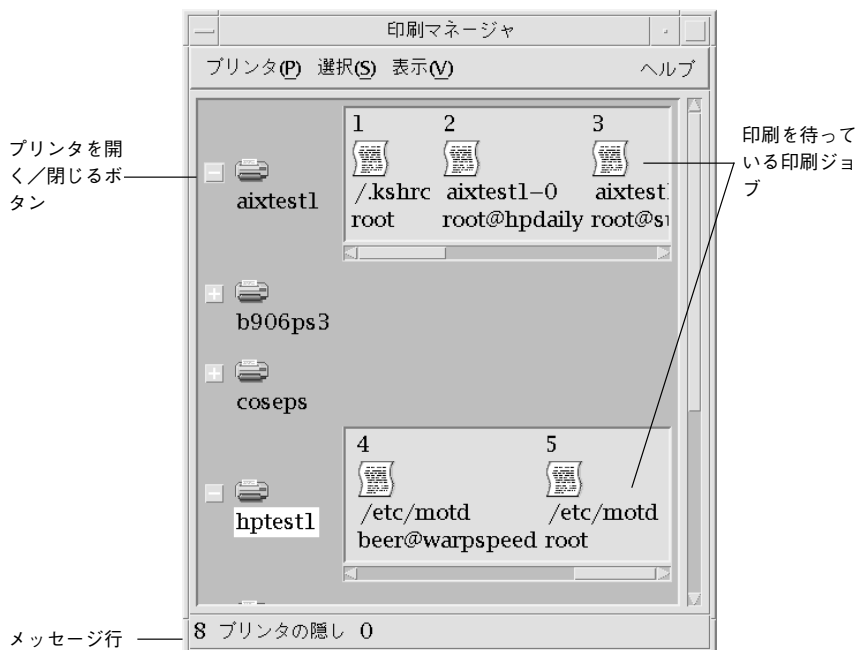 印刷マネージャ
プリンタ(P) 選択(S) 表示(V) ヘルプ
プリンタを開
く／閉じるボ
タン
1 2 3
/.kshrc aixtest1-0 aixtest
root root@hpdaily root@su
aixtest1
印刷を待って
いる印刷ジョ
ブ
b906ps3
coseps
4 5
/etc/motd /etc/motd
beer@warpspeed root
hptest1
メッセージ行
8 プリンタの隠し 0